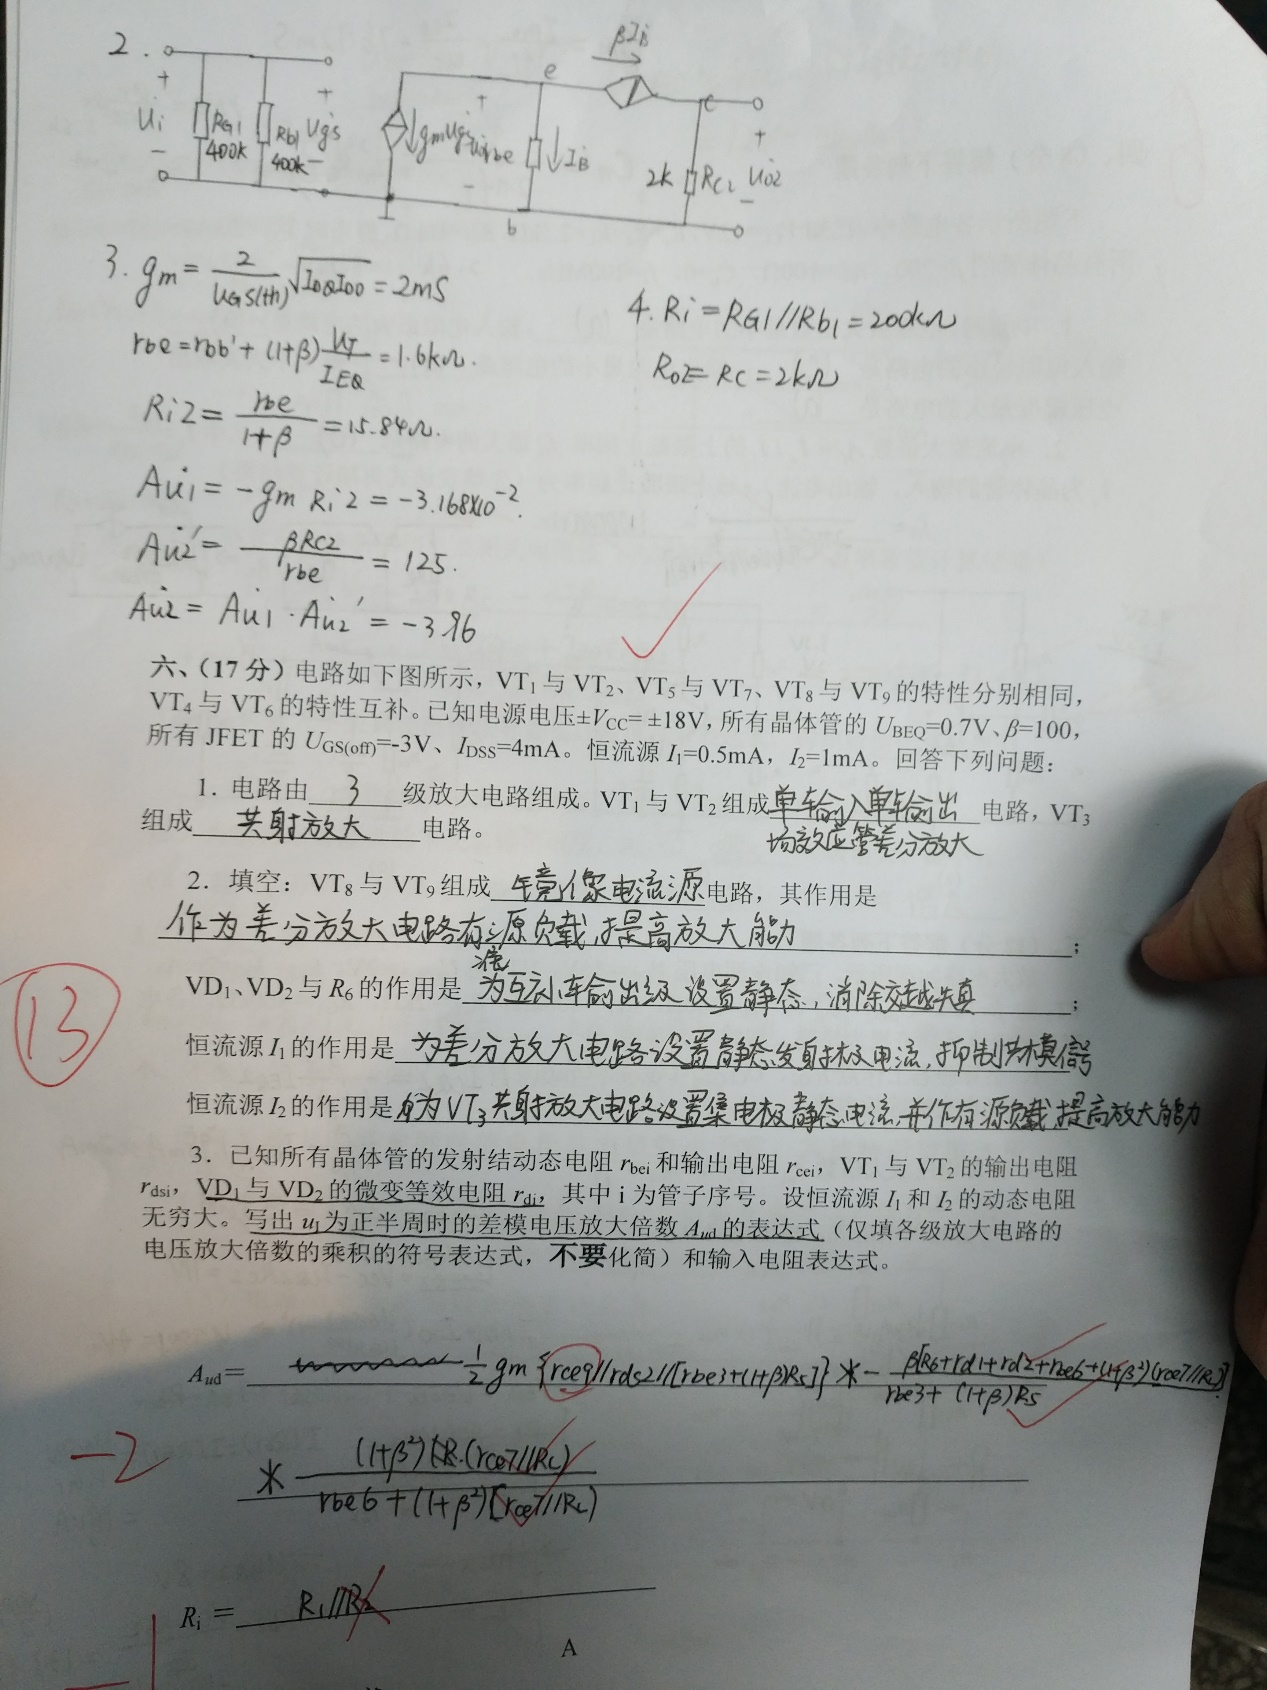 2.
βİB
e
c
+ + + +
U̇i RG1 Rb1 U̇gs gmU̇gs U̇rbe İB 2k RC2 U̇o2
400k 400k
- - - -
b
3. gm = 2/UGS(th) √IDQIDO = 2mS
rbe = rbb' + (1+β) UT/IEQ = 1.6kΩ.
Ri2 = rbe/(1+β) = 15.84Ω.
Au̇1 = -gm Ri2 = -3.168×10⁻².
Au̇2' = βRC2/rbe = 125.
Au̇2 = Au̇1 · Au̇2' = -3.96
4. Ri = RG1//Rb1 = 200kΩ
Ro2 = RC = 2kΩ
六、(17分) 电路如下图所示，VT1与VT2、VT5与VT7、VT8与VT9的特性分别相同，
VT4与VT6的特性互补。已知电源电压±VCC= ±18V，所有晶体管的UBEQ=0.7V、β=100，
所有JFET的UGS(off)=-3V、IDSS=4mA。恒流源I1=0.5mA，I2=1mA。回答下列问题：
1. 电路由 3 级放大电路组成。VT1与VT2组成 单输入单输出 电路，VT3
场效应管差分放大
组成 共射放大 电路。
2. 填空：VT8与VT9组成 镜像电流源 电路，其作用是
作为差分放大电路有源负载，提高放大能力 ；
准
VD1、VD2与R6的作用是 为互补输出级设置静态，消除交越失真 ；
恒流源I1的作用是 为差分放大电路设置静态发射极电流，抑制共模信号
恒流源I2的作用是 为VT3共射放大电路设置集电极静态电流，并作有源负载，提高放大能力
3. 已知所有晶体管的发射结动态电阻rbei和输出电阻rcei，VT1与VT2的输出电阻
rdsi，VD1与VD2的微变等效电阻rdi，其中i为管子序号。设恒流源I1和I2的动态电阻
无穷大。写出uI为正半周时的差模电压放大倍数Aud的表达式（仅填各级放大电路的
电压放大倍数的乘积的符号表达式，不要化简）和输入电阻表达式。
13
Aud= ½gm{rce9//rds2//[rbe3+(1+β)R5]} * - β[R6+rd1+rd2+rbe6+(1+β²)(rce7//RL)]/(rbe3+(1+β)R5)
-2
* (1+β²)(rce7//RL)/(rbe6+(1+β²)[rce7//RL])
Ri = R1//R2
A